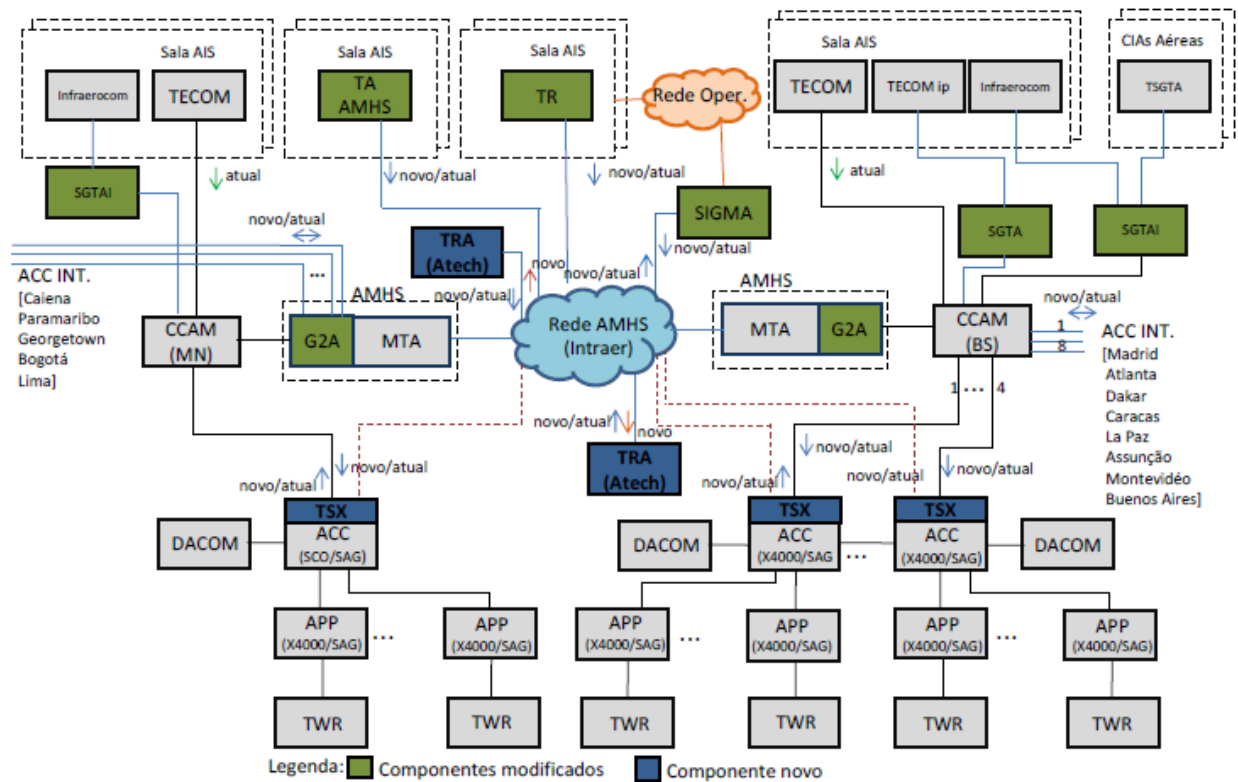 Sala AIS
Infraerocom
TECOM
Sala AIS
TA
AMHS
Sala AIS
TR
Rede Oper.
Sala AIS
TECOM
TECOM ip
Infraerocom
CIAs Aéreas
TSGTA
SGTAI
atual
novo/atual
novo/atual
SIGMA
atual
SGTA
SGTAI
novo/atual
ACC INT.
[Caiena
Paramaribo
Georgetown
Bogotá
Lima]
...
TRA
(Atech)
novo
novo/atual
novo/atual
novo/atual
AMHS
G2A
MTA
CCAM
(MN)
Rede AMHS
(Intraer)
AMHS
MTA
G2A
CCAM
(BS)
novo/atual
1
8
ACC INT.
[Madrid
Atlanta
Dakar
Caracas
La Paz
Assunção
Montevidéo
Buenos Aires]
1 ... 4
novo/atual
novo
TRA
(Atech)
novo/atual
novo/atual
novo/atual
novo/atual
novo/atual
novo/atual
TSX
ACC
(SCO/SAG)
DACOM
DACOM
TSX
ACC
(X4000/SAG
...
TSX
ACC
(X4000/SAG)
DACOM
APP
(X4000/SAG)
...
APP
(X4000/SAG)
APP
(X4000/SAG)
...
APP
(X4000/SAG)
APP
(X4000/SAG)
...
APP
(X4000/SAG)
TWR
TWR
TWR
TWR
TWR
TWR
Legenda:
Componentes modificados
Componente novo